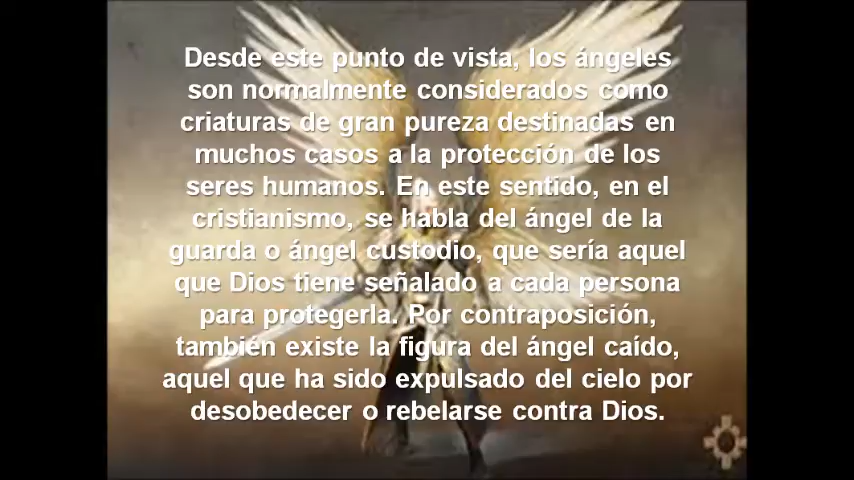 Desde este punto de vista, los ángeles
son normalmente considerados como
criaturas de gran pureza destinadas en
muchos casos a la protección de los
seres humanos. En este sentido, en el
cristianismo, se habla del ángel de la
guarda o ángel custodio, que sería aquel
que Dios tiene señalado a cada persona
para protegerla. Por contraposición,
también existe la figura del ángel caído,
aquel que ha sido expulsado del cielo por
desobedecer o rebelarse contra Dios.